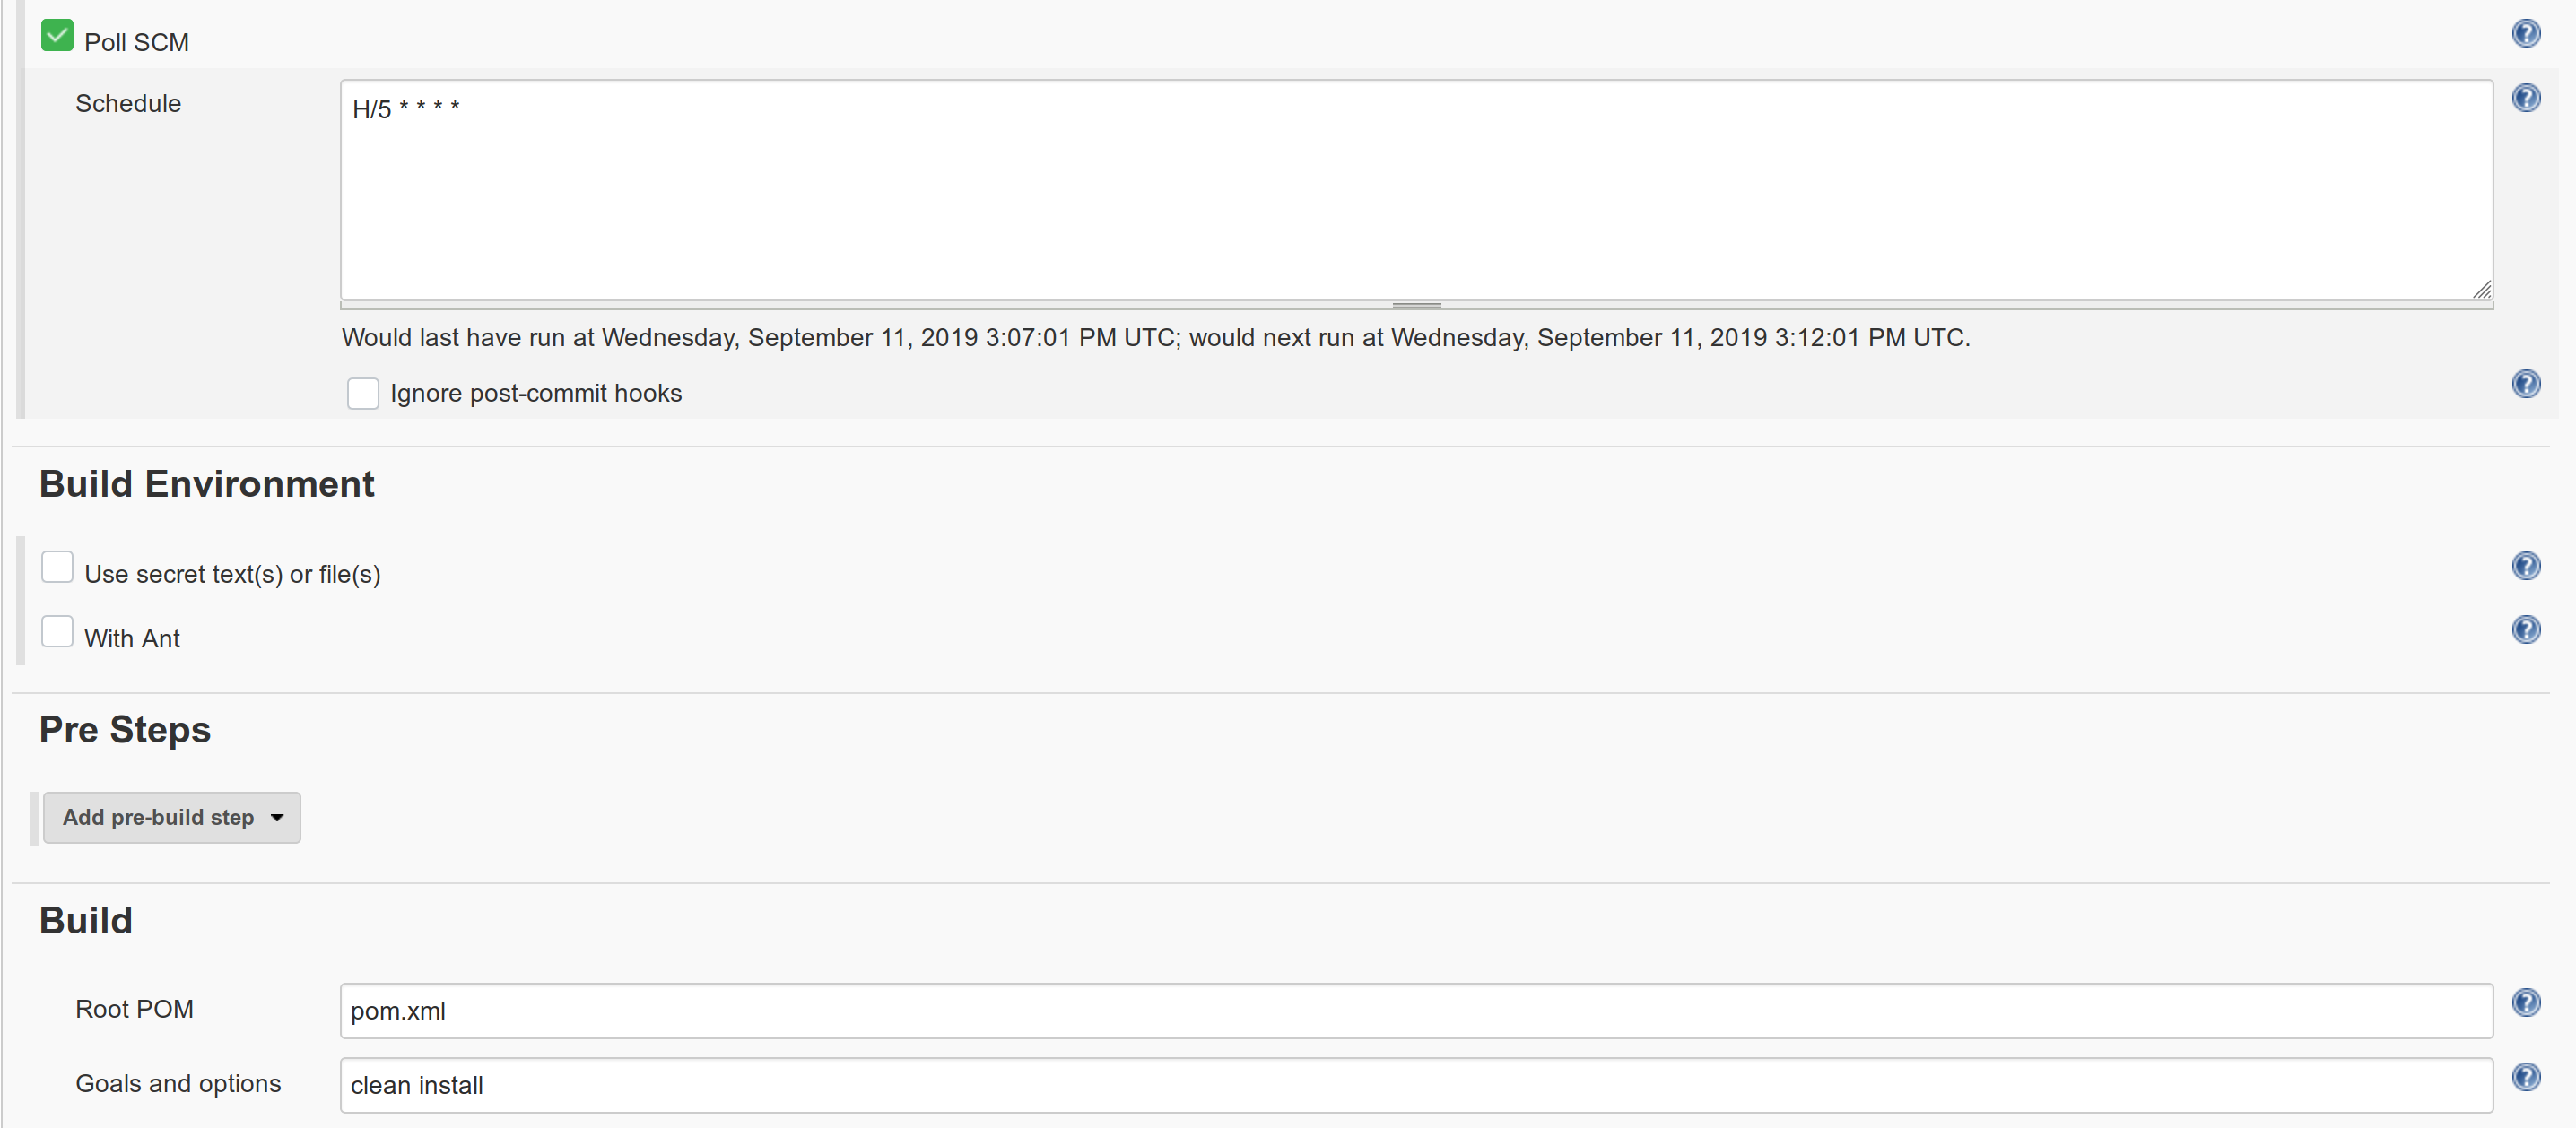 Poll SCM
Schedule
H/5 * * * *
Would last have run at Wednesday, September 11, 2019 3:07:01 PM UTC; would next run at Wednesday, September 11, 2019 3:12:01 PM UTC.
Ignore post-commit hooks
Build Environment
Use secret text(s) or file(s)
With Ant
Pre Steps
Add pre-build step
Build
Root POM
pom.xml
Goals and options
clean install